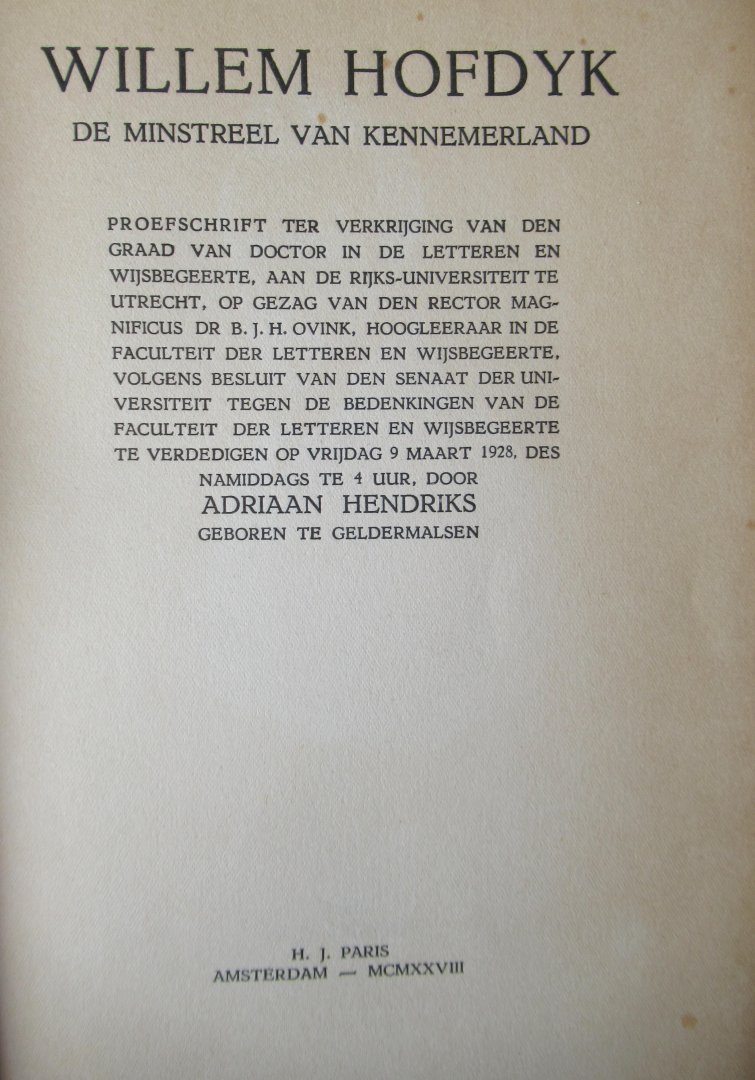 WILLEM HOFDYK
DE MINSTREEL VAN KENNEMERLAND
PROEFSCHRIFT TER VERKRIJGING VAN DEN
GRAAD VAN DOCTOR IN DE LETTEREN EN
WIJSBEGEERTE, AAN DE RIJKS-UNIVERSITEIT TE
UTRECHT, OP GEZAG VAN DEN RECTOR MAG-
NIFICUS DR B. J. H. OVINK, HOOGLEERAAR IN DE
FACULTEIT DER LETTEREN EN WIJSBEGEERTE,
VOLGENS BESLUIT VAN DEN SENAAT DER UNI-
VERSITEIT TEGEN DE BEDENKINGEN VAN DE
FACULTEIT DER LETTEREN EN WIJSBEGEERTE
TE VERDEDIGEN OP VRIJDAG 9 MAART 1928, DES
NAMIDDAGS TE 4 UUR, DOOR
ADRIAAN HENDRIKS
GEBOREN TE GELDERMALSEN
H. J. PARIS
AMSTERDAM — MCMXXVIII